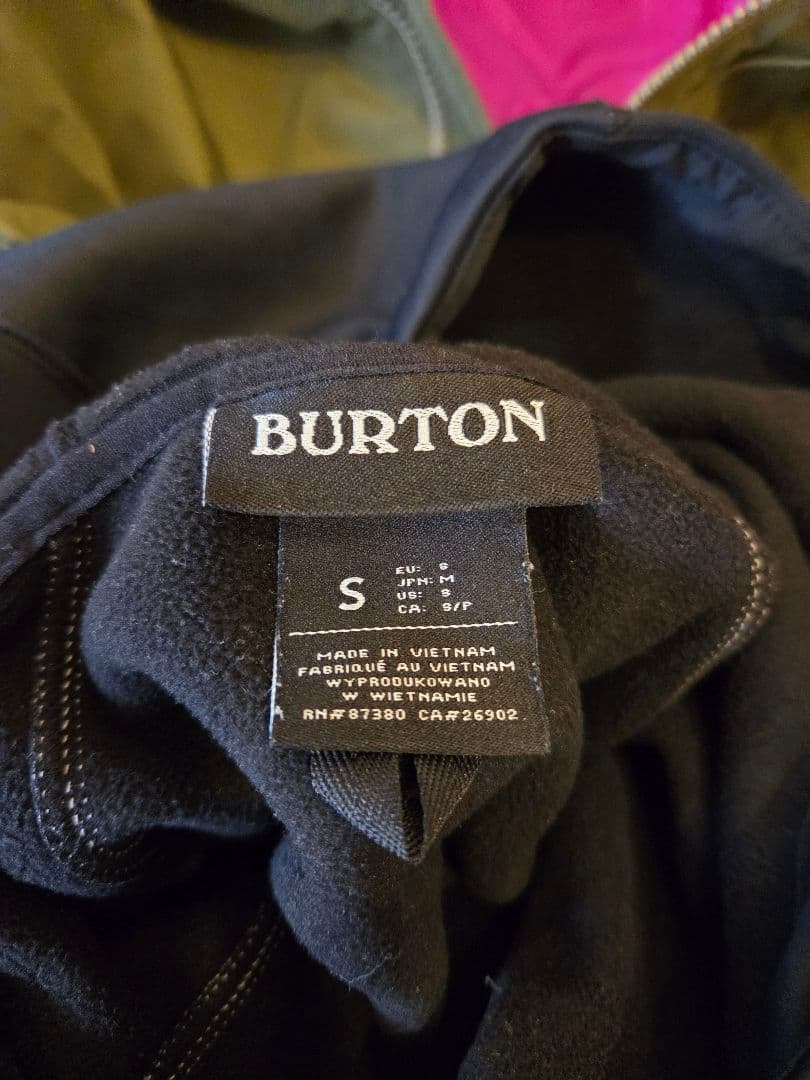 BURTON
S
EU: S
JPN: M
US: S
CA: S/P
MADE IN VIETNAM
FABRIQUÉ AU VIETNAM
WYPRODUKOWANO
W WIETNAMIE
RN#87380 CA#26902